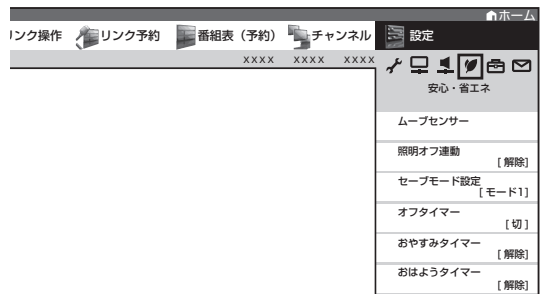 ホーム
リンク操作 リンク予約 番組表（予約） チャンネル 設定
xxxx xxxx xxxx
安心・省エネ
ムーブセンサー
照明オフ連動
[解除]
セーブモード設定
[モード1]
オフタイマー
[切]
おやすみタイマー
[解除]
おはようタイマー
[解除]